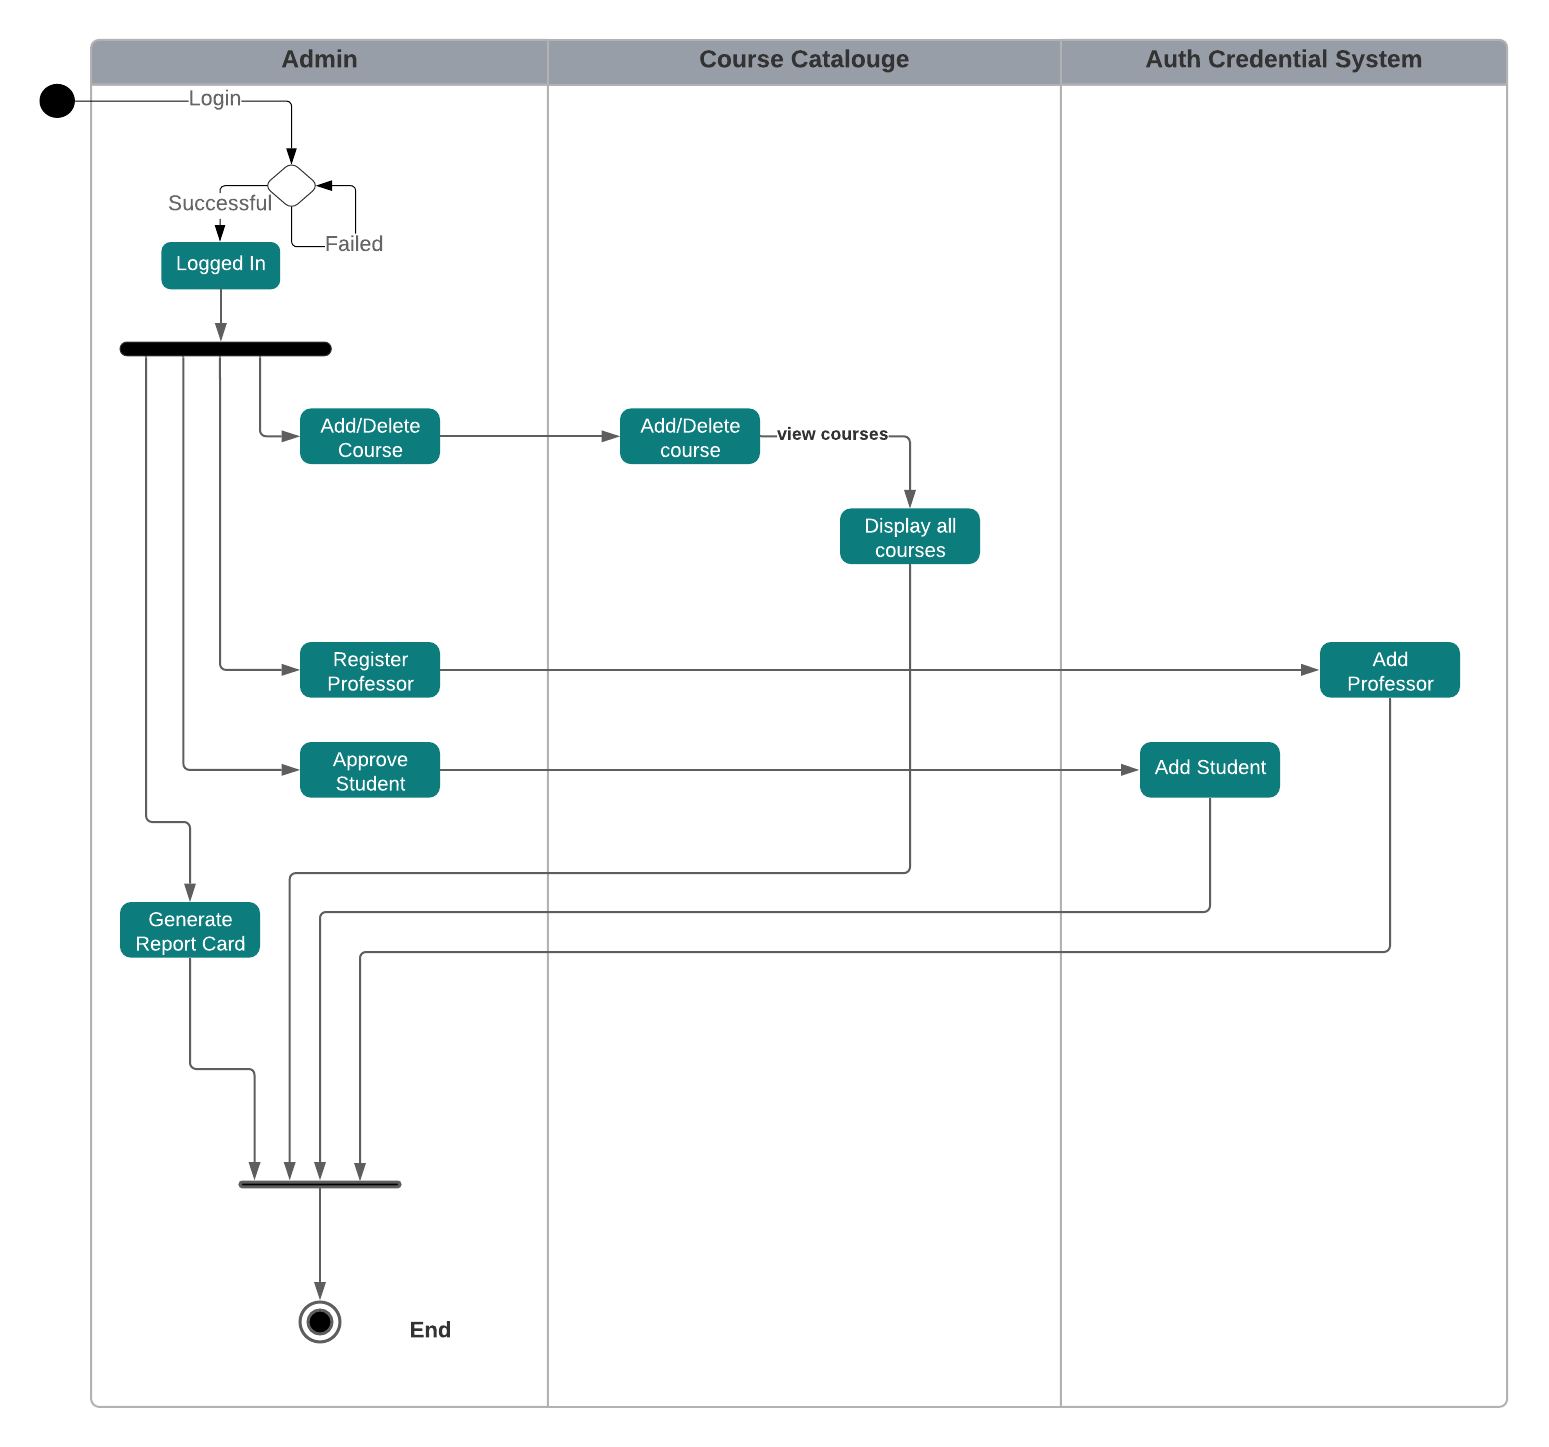 Admin
Course Catalouge
Auth Credential System
Login
Successful
Failed
Logged In
Add/Delete
Course
Add/Delete
course
view courses
Display all
courses
Register
Professor
Add
Professor
Approve
Student
Add Student
Generate
Report Card
End